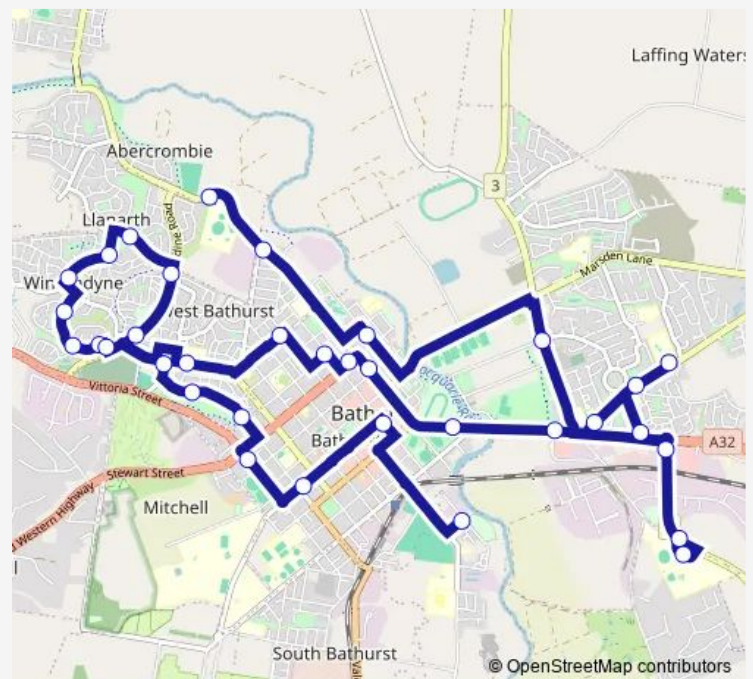 Laffing Waters
Abercrombie
3
Llanarth
Marsden Lane
West Bathurst
Vittoria Street
Bath
A32
Stewart Street
Mitchell
Western Highway
South Bathurst
© OpenStreetMap contributors